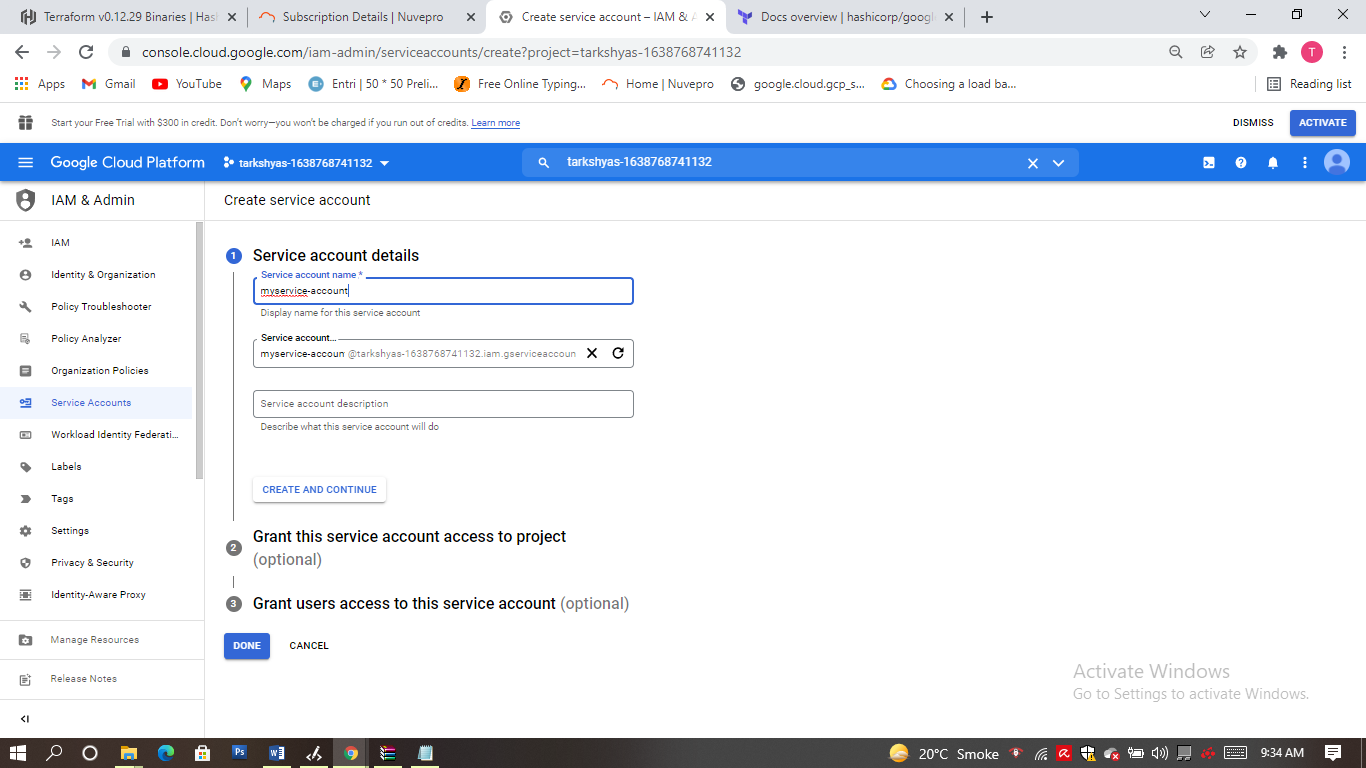 Terraform v0.12.29 Binaries | Has
Subscription Details | Nuvepro
Create service account – IAM & A
Docs overview | hashicorp/googl
console.cloud.google.com/iam-admin/serviceaccounts/create?project=tarkshyas-1638768741132
T
Apps
Gmail
YouTube
Maps
Entri | 50 * 50 Preli...
Free Online Typing...
Home | Nuvepro
google.cloud.gcp_s...
Choosing a load ba...
Reading list
Start your Free Trial with $300 in credit. Don't worry—you won't be charged if you run out of credits. Learn more
DISMISS
ACTIVATE
Google Cloud Platform
tarkshyas-1638768741132
tarkshyas-1638768741132
IAM & Admin
Create service account
IAM
Identity & Organization
Policy Troubleshooter
Policy Analyzer
Organization Policies
Service Accounts
Workload Identity Federati...
Labels
Tags
Settings
Privacy & Security
Identity-Aware Proxy
Manage Resources
Release Notes
1
Service account details
Service account name *
myservice-account
Display name for this service account
Service account...
myservice-accoun @tarkshyas-1638768741132.iam.gserviceaccoun
Service account description
Describe what this service account will do
CREATE AND CONTINUE
2
Grant this service account access to project
(optional)
3
Grant users access to this service account (optional)
DONE
CANCEL
Activate Windows
Go to Settings to activate Windows.
Ps
W
20°C Smoke
9:34 AM